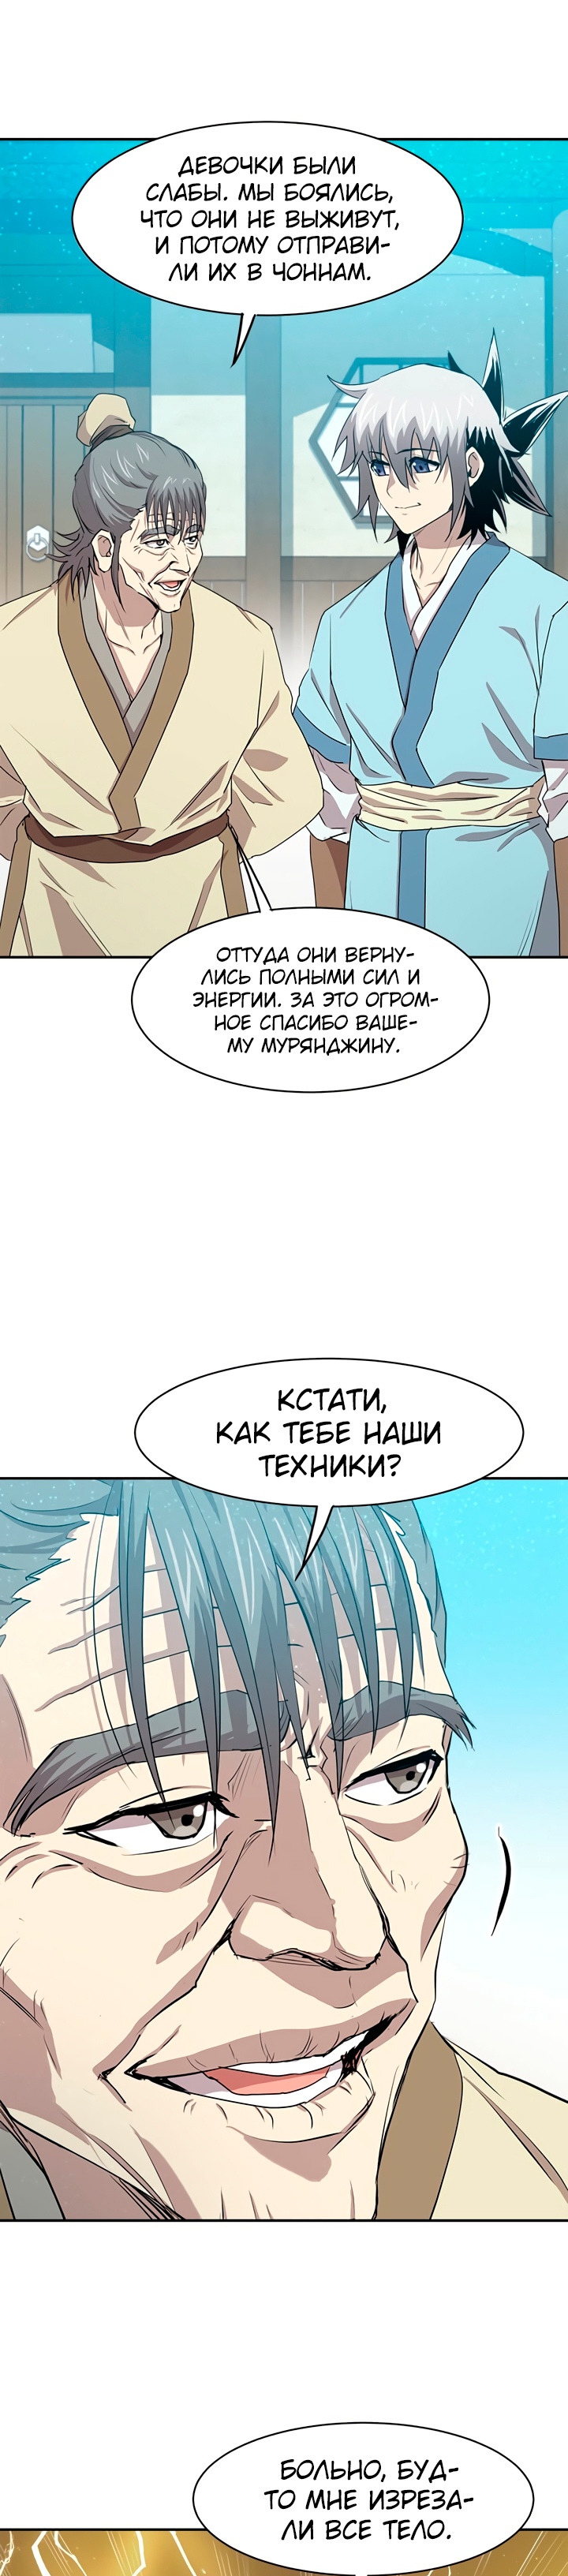 ДЕВОЧКИ БЫЛИ
СЛАБЫ. МЫ БОЯЛИСЬ,
ЧТО ОНИ НЕ ВЫЖИВУТ,
И ПОТОМУ ОТПРАВИ-
ЛИ ИХ В ЧОННАМ.
ОТТУДА ОНИ ВЕРНУ-
ЛИСЬ ПОЛНЫМИ СИЛ И
ЭНЕРГИИ. ЗА ЭТО ОГРОМ-
НОЕ СПАСИБО ВАШЕ-
МУ МУРЯНДЖИНУ.
КСТАТИ,
КАК ТЕБЕ НАШИ
ТЕХНИКИ?
БОЛЬНО, БУД-
ТО МНЕ ИЗРЕЗА-
ЛИ ВСЕ ТЕЛО.